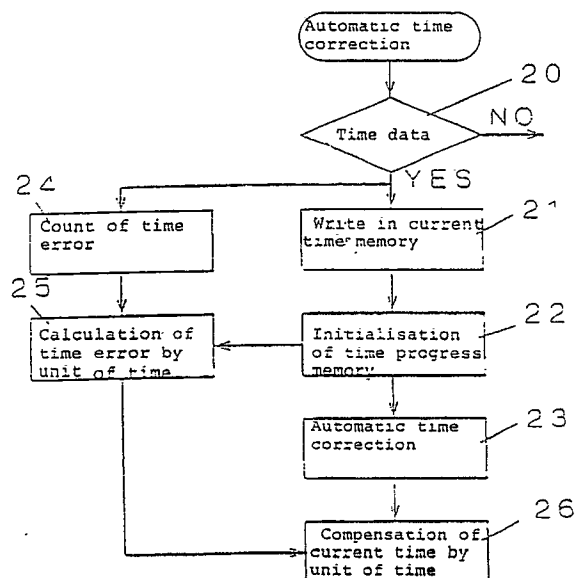 Automatic time
correction
20
Time data
NO
YES
24
Count of time
error
Write in current
time memory
21
25
Calculation of
time error by
unit of time
Initialisation
of time progress
memory
22
Automatic time
correction
23
Compensation of
current time by
unit of time
26